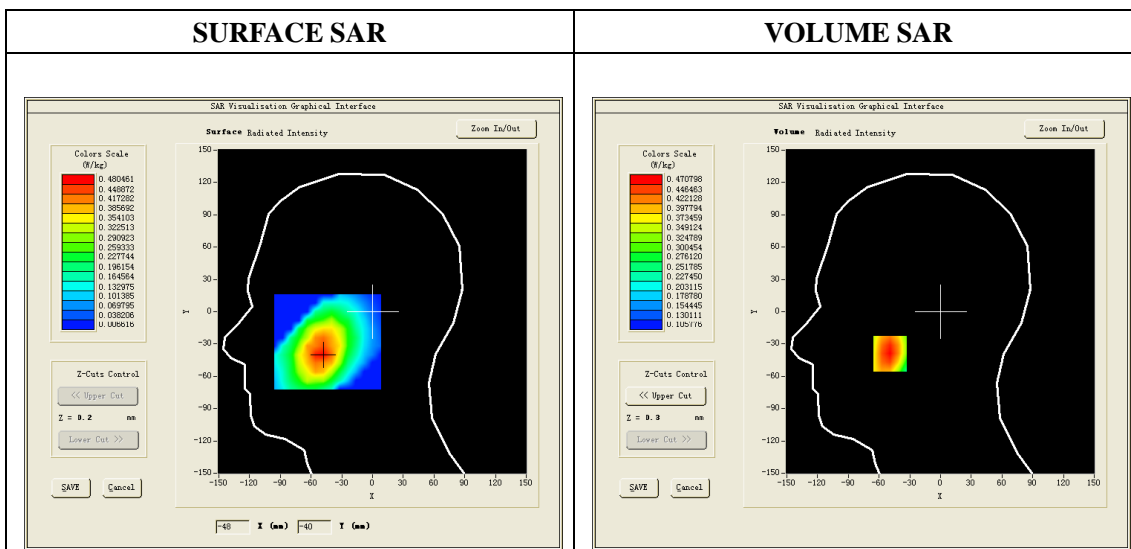 SURFACE SAR
VOLUME SAR
SAR Visualisation Graphical Interface
Surface Radiated Intensity
Zoom In/Out
Colors Scale
(W/kg)
0.480461
0.448872
0.417282
0.385692
0.354103
0.322513
0.290923
0.259333
0.227744
0.196154
0.164564
0.132975
0.101385
0.069795
0.038206
0.006616
150
120
90
60
30
0
-30
-60
-90
-120
-150
Y
-150 -120 -90 -60 -30 0 30 60 90 120 150
X
Z-Cuts Control
<< Upper Cut
Z = 0.2 mm
Lower Cut >>
SAVE Cancel
-48 X (mm) -40 Y (mm)
SAR Visualisation Graphical Interface
Volume Radiated Intensity
Zoom In/Out
Colors Scale
(W/kg)
0.470798
0.446463
0.422128
0.397794
0.373459
0.349124
0.324789
0.300454
0.276120
0.251785
0.227450
0.203115
0.178780
0.154445
0.130111
0.105776
150
120
90
60
30
0
-30
-60
-90
-120
-150
Y
-150 -120 -90 -60 -30 0 30 60 90 120 150
X
Z-Cuts Control
<< Upper Cut
Z = 0.3 mm
Lower Cut >>
SAVE Cancel